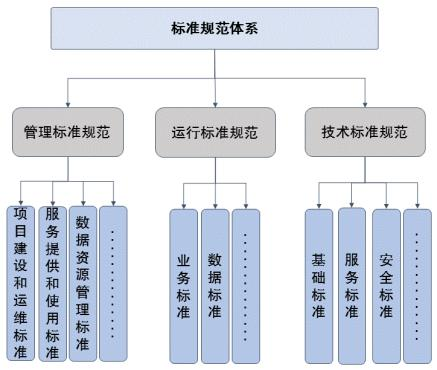 标准规范体系
管理标准规范
运行标准规范
技术标准规范
项目建设和运维标准
服务提供和使用标准
数据资源管理标准
……………
业务标准
数据标准
……………
基础标准
服务标准
安全标准
……………